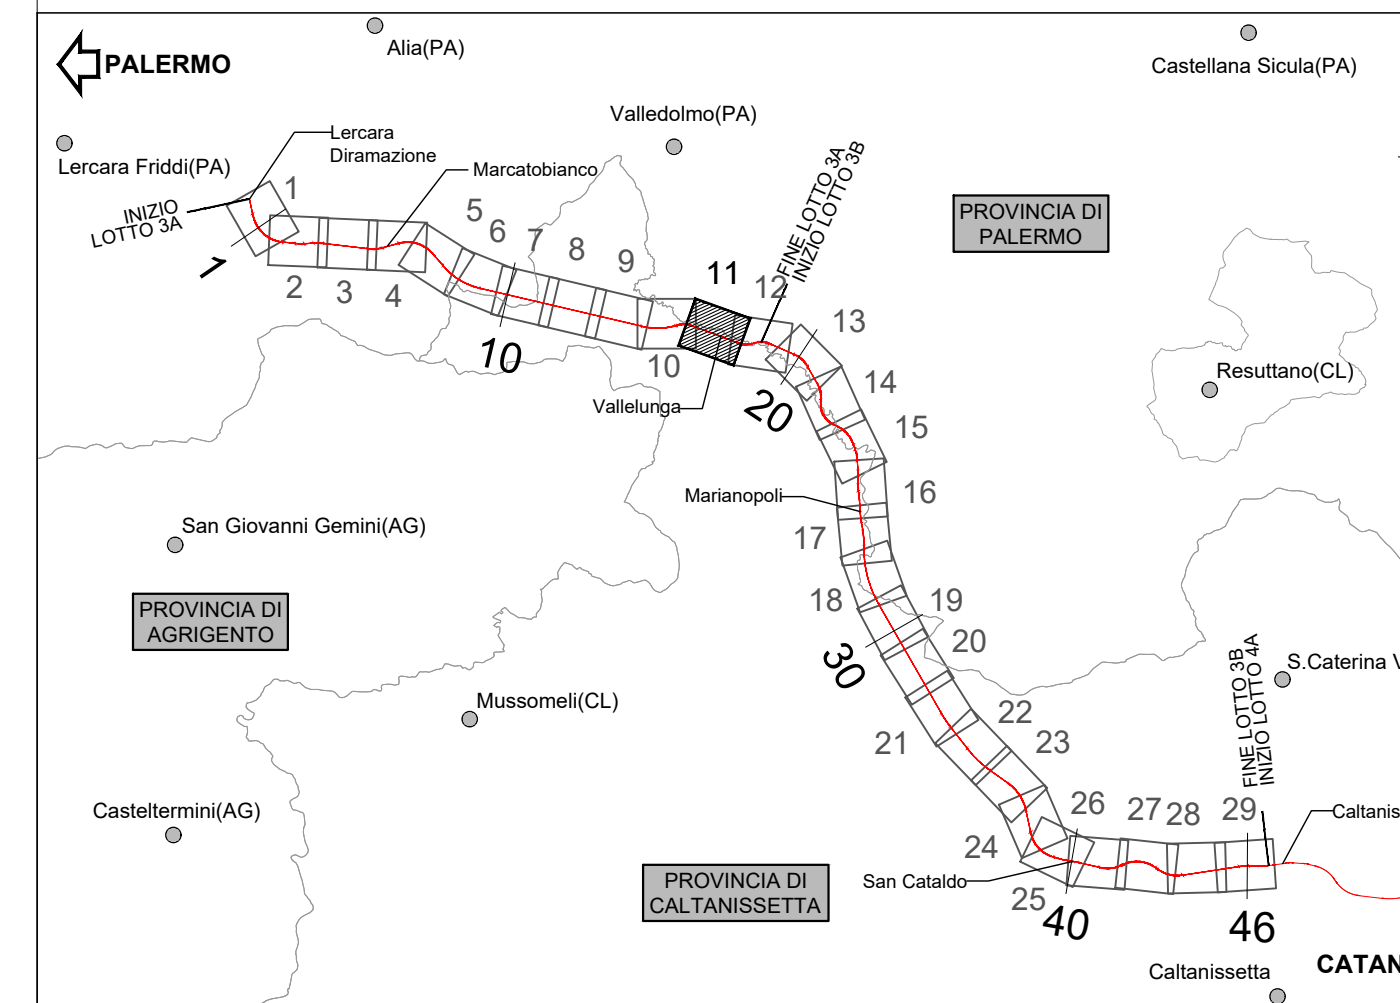 Alia(PA)
PALERMO
Castellana Sicula(PA)
Valledolmo(PA)
Lercara
Diramazione
Lercara Friddi(PA)
Marcatobianco
FINE LOTTO 3A
INIZIO LOTTO 3B
1
INIZIO
LOTTO 3A
PROVINCIA DI
PALERMO
5
6
7
8
9
11
12
1
2
3
4
13
10
10
20
14
Resuttano(CL)
Vallelunga
15
Marianopoli
16
San Giovanni Gemini(AG)
17
PROVINCIA DI
AGRIGENTO
18
19
20
30
FINE LOTTO 3B
INIZIO LOTTO 4A
S.Caterina V
Mussomeli(CL)
22
21
23
Casteltermini(AG)
26
27
28
29
Caltanis
24
PROVINCIA DI
CALTANISSETTA
San Cataldo
25
40
46
Caltanissetta
CATAN